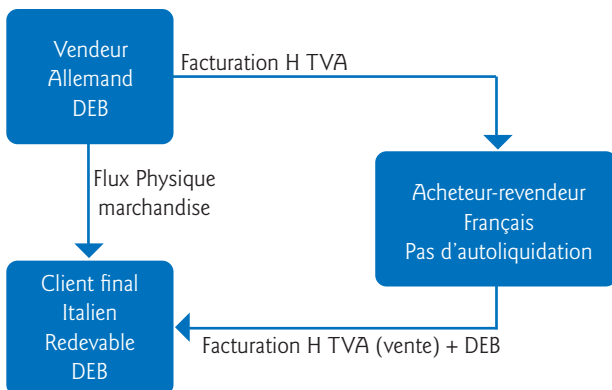 Vendeur
Allemand
DEB
Facturation H TVA
Flux Physique
marchandise
Acheteur-revendeur
Français
Pas d'autoliquidation
Client final
Italien
Redevable
DEB
Facturation H TVA (vente) + DEB